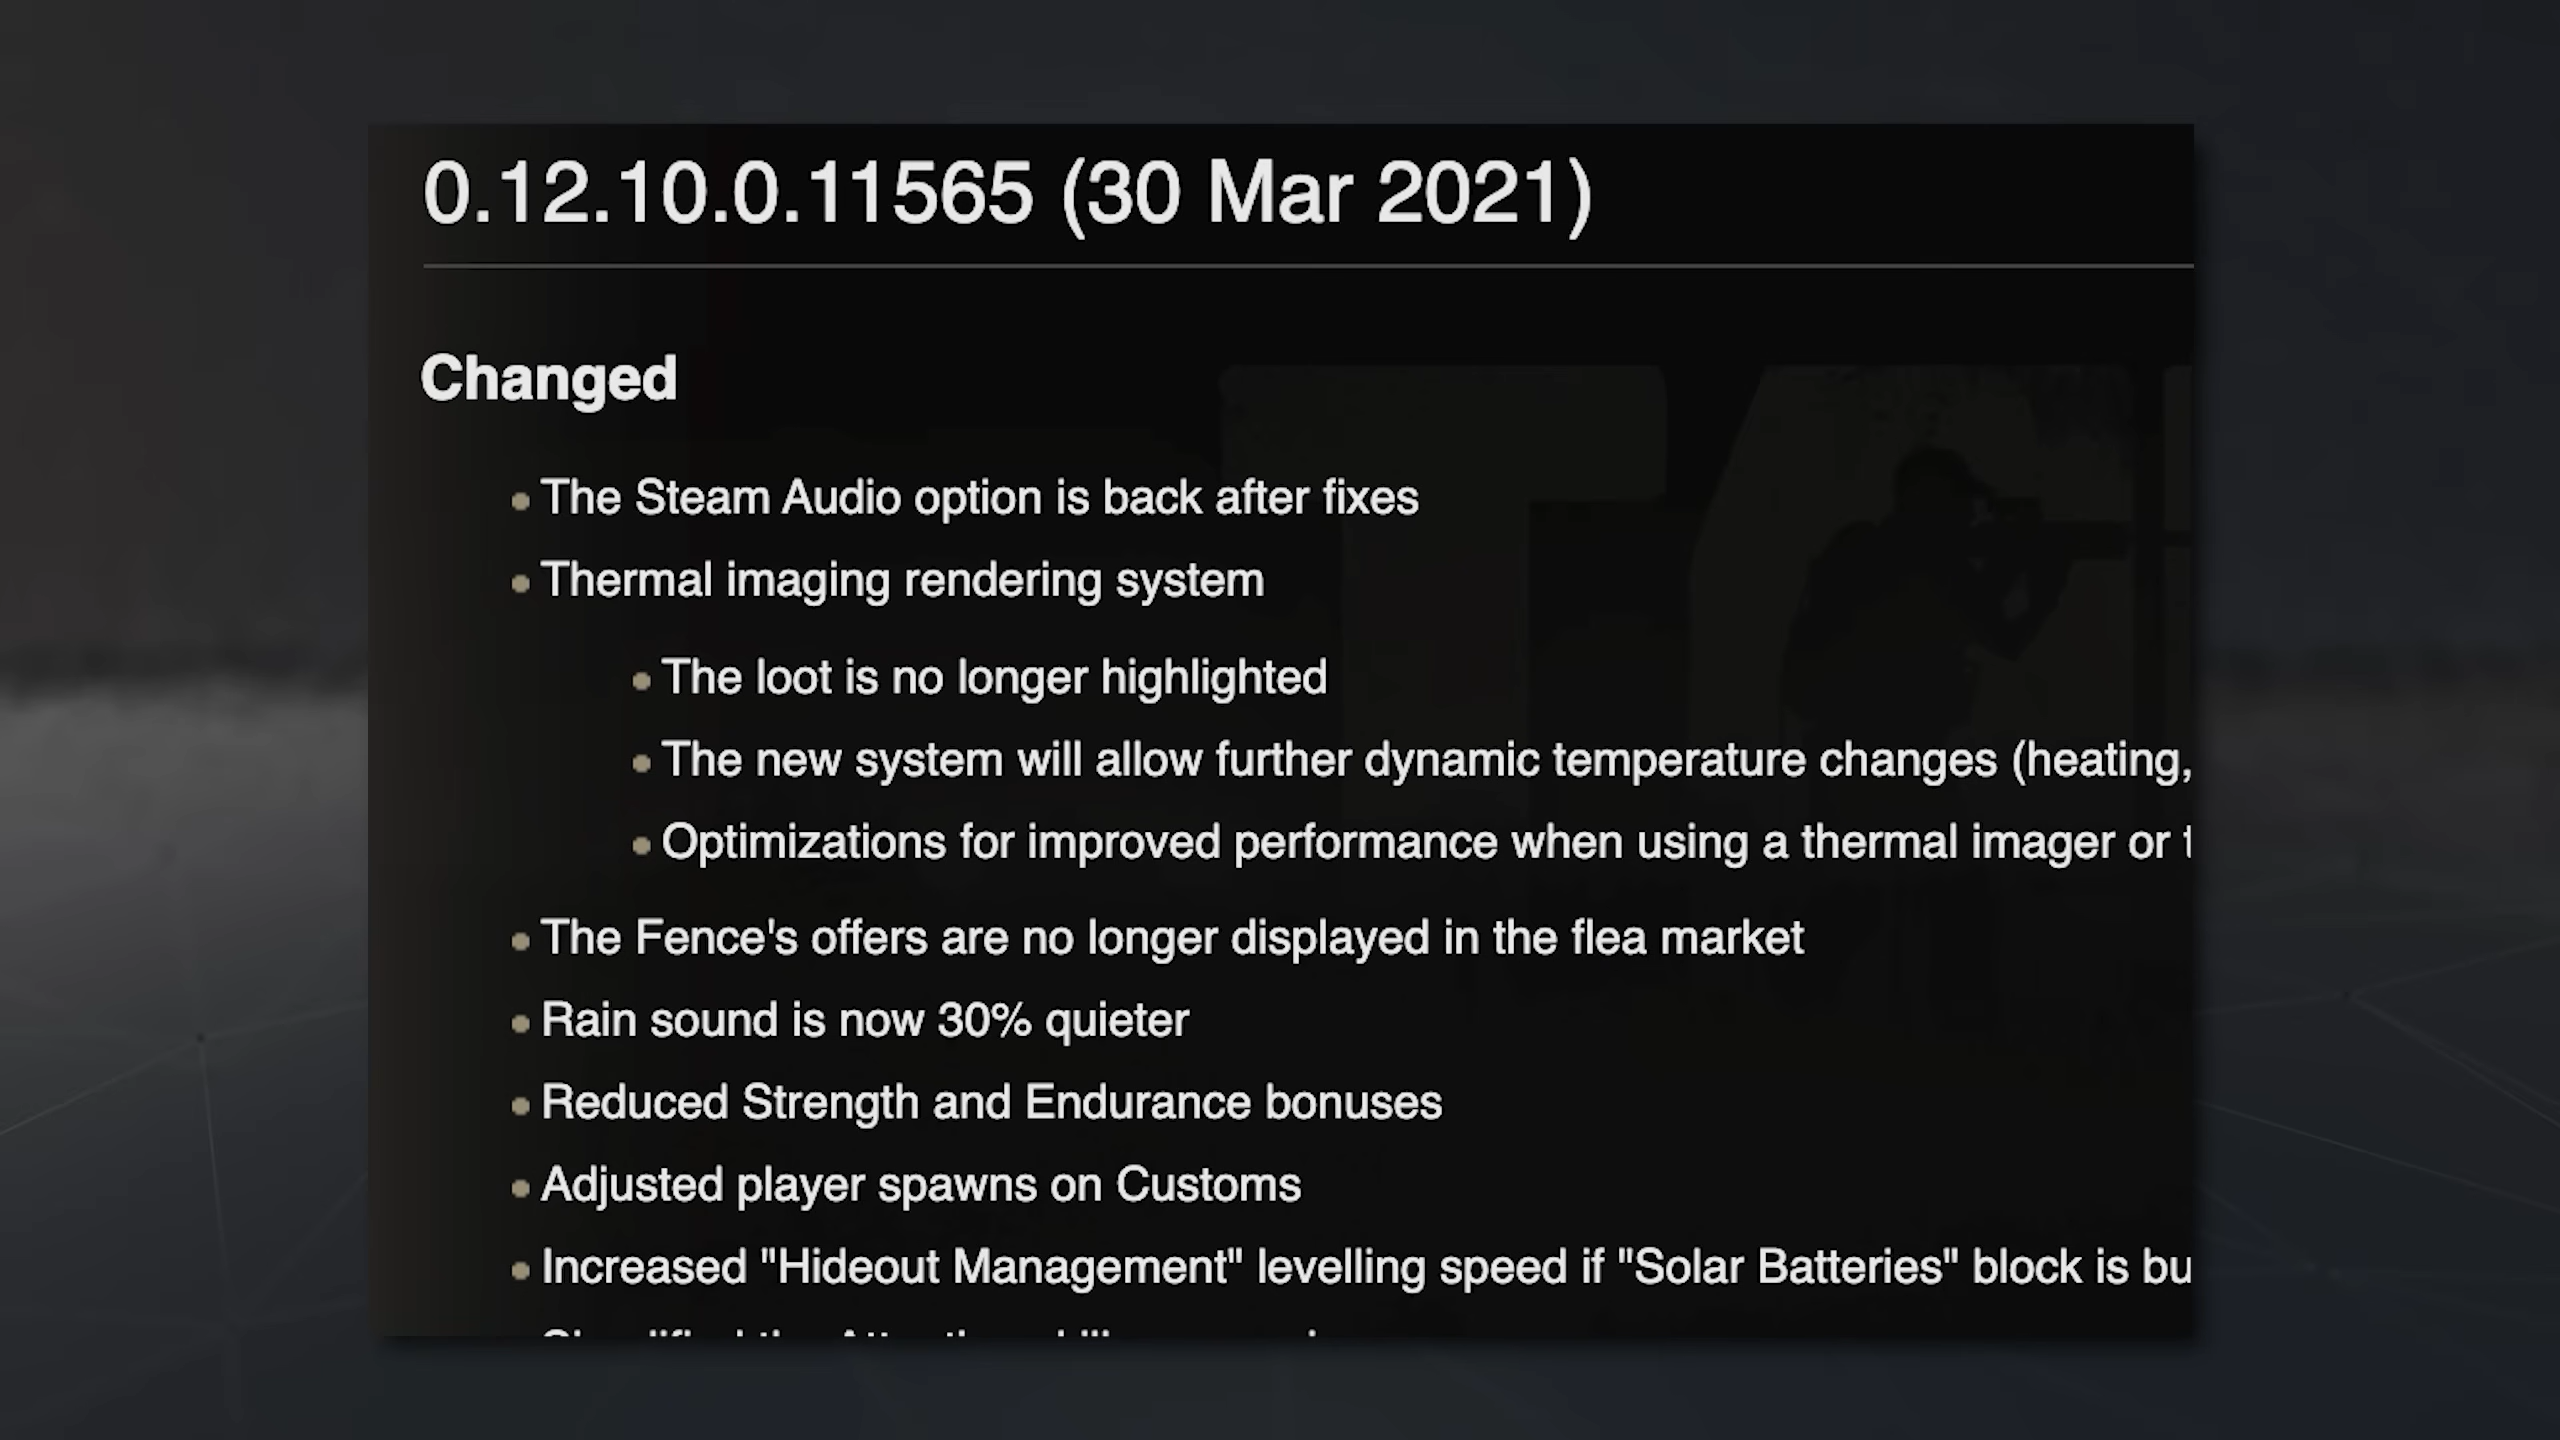 0.12.10.0.11565 (30 Mar 2021)
Changed
The Steam Audio option is back after fixes
Thermal imaging rendering system
The loot is no longer highlighted
The new system will allow further dynamic temperature changes (heating,
Optimizations for improved performance when using a thermal imager or t
The Fence's offers are no longer displayed in the flea market
Rain sound is now 30% quieter
Reduced Strength and Endurance bonuses
Adjusted player spawns on Customs
Increased "Hideout Management" levelling speed if "Solar Batteries" block is bu